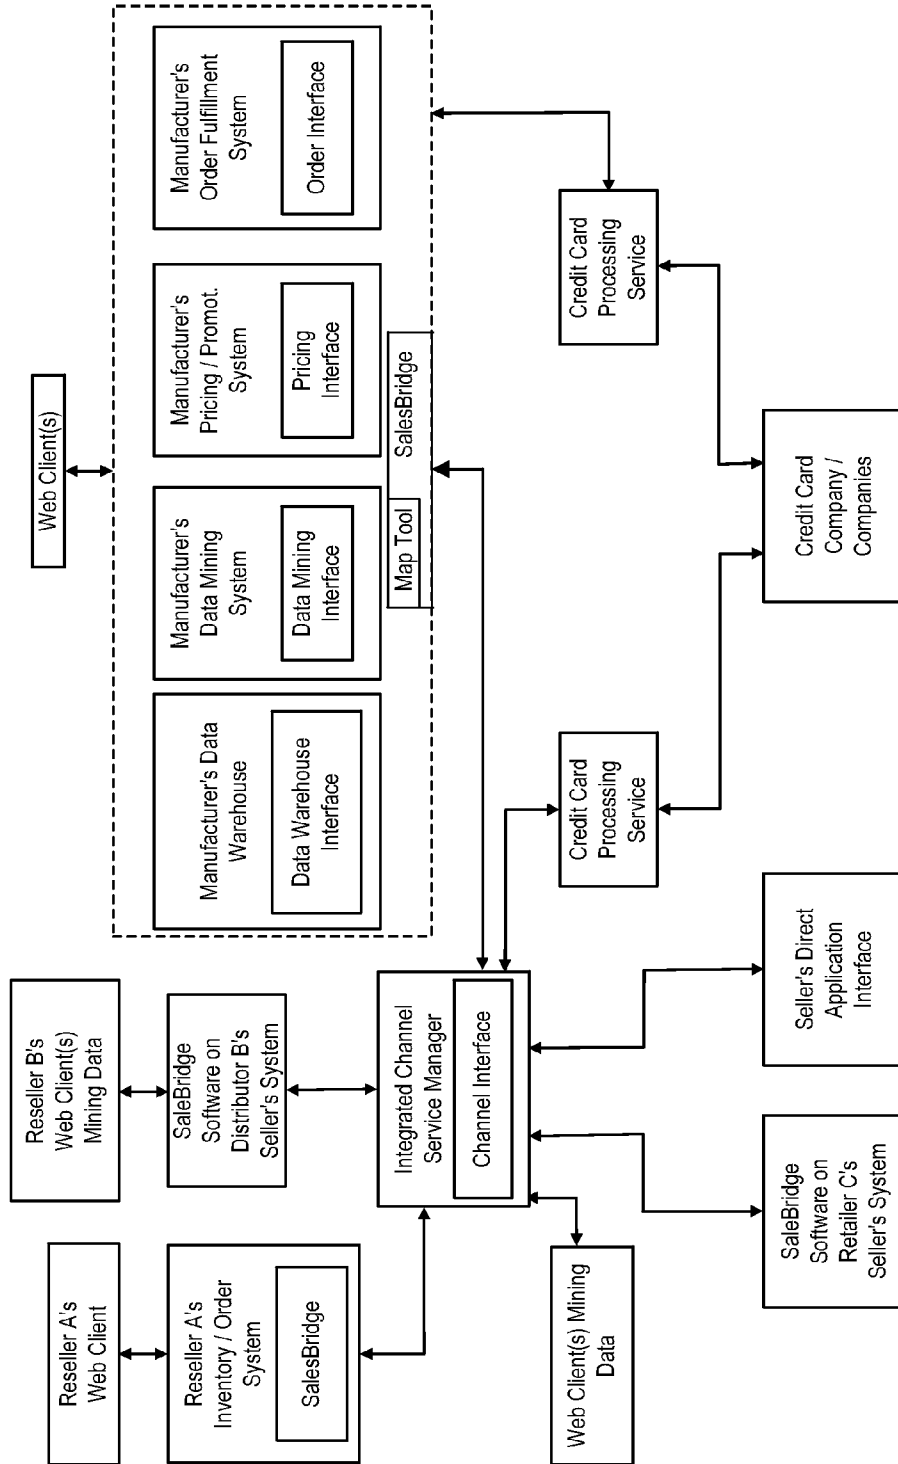 Reseller A's
Web Client
Reseller B's
Web Client(s)
Mining Data
Web Client(s)
Reseller A's
Inventory / Order
System
SalesBridge
SaleBridge
Software on
Distributor B's
Seller's System
Manufacturer's Data
Warehouse
Data Warehouse
Interface
Manufacturer's
Data Mining
System
Data Mining
Interface
Manufacturer's
Pricing / Promot.
System
Pricing
Interface
Manufacturer's
Order Fulfillment
System
Order Interface
Map Tool
SalesBridge
Integrated Channel
Service Manager
Channel Interface
Web Client(s) Mining
Data
Credit Card
Processing
Service
Credit Card
Processing
Service
SaleBridge
Software on
Retailer C's
Seller's System
Seller's Direct
Application
Interface
Credit Card
Company /
Companies